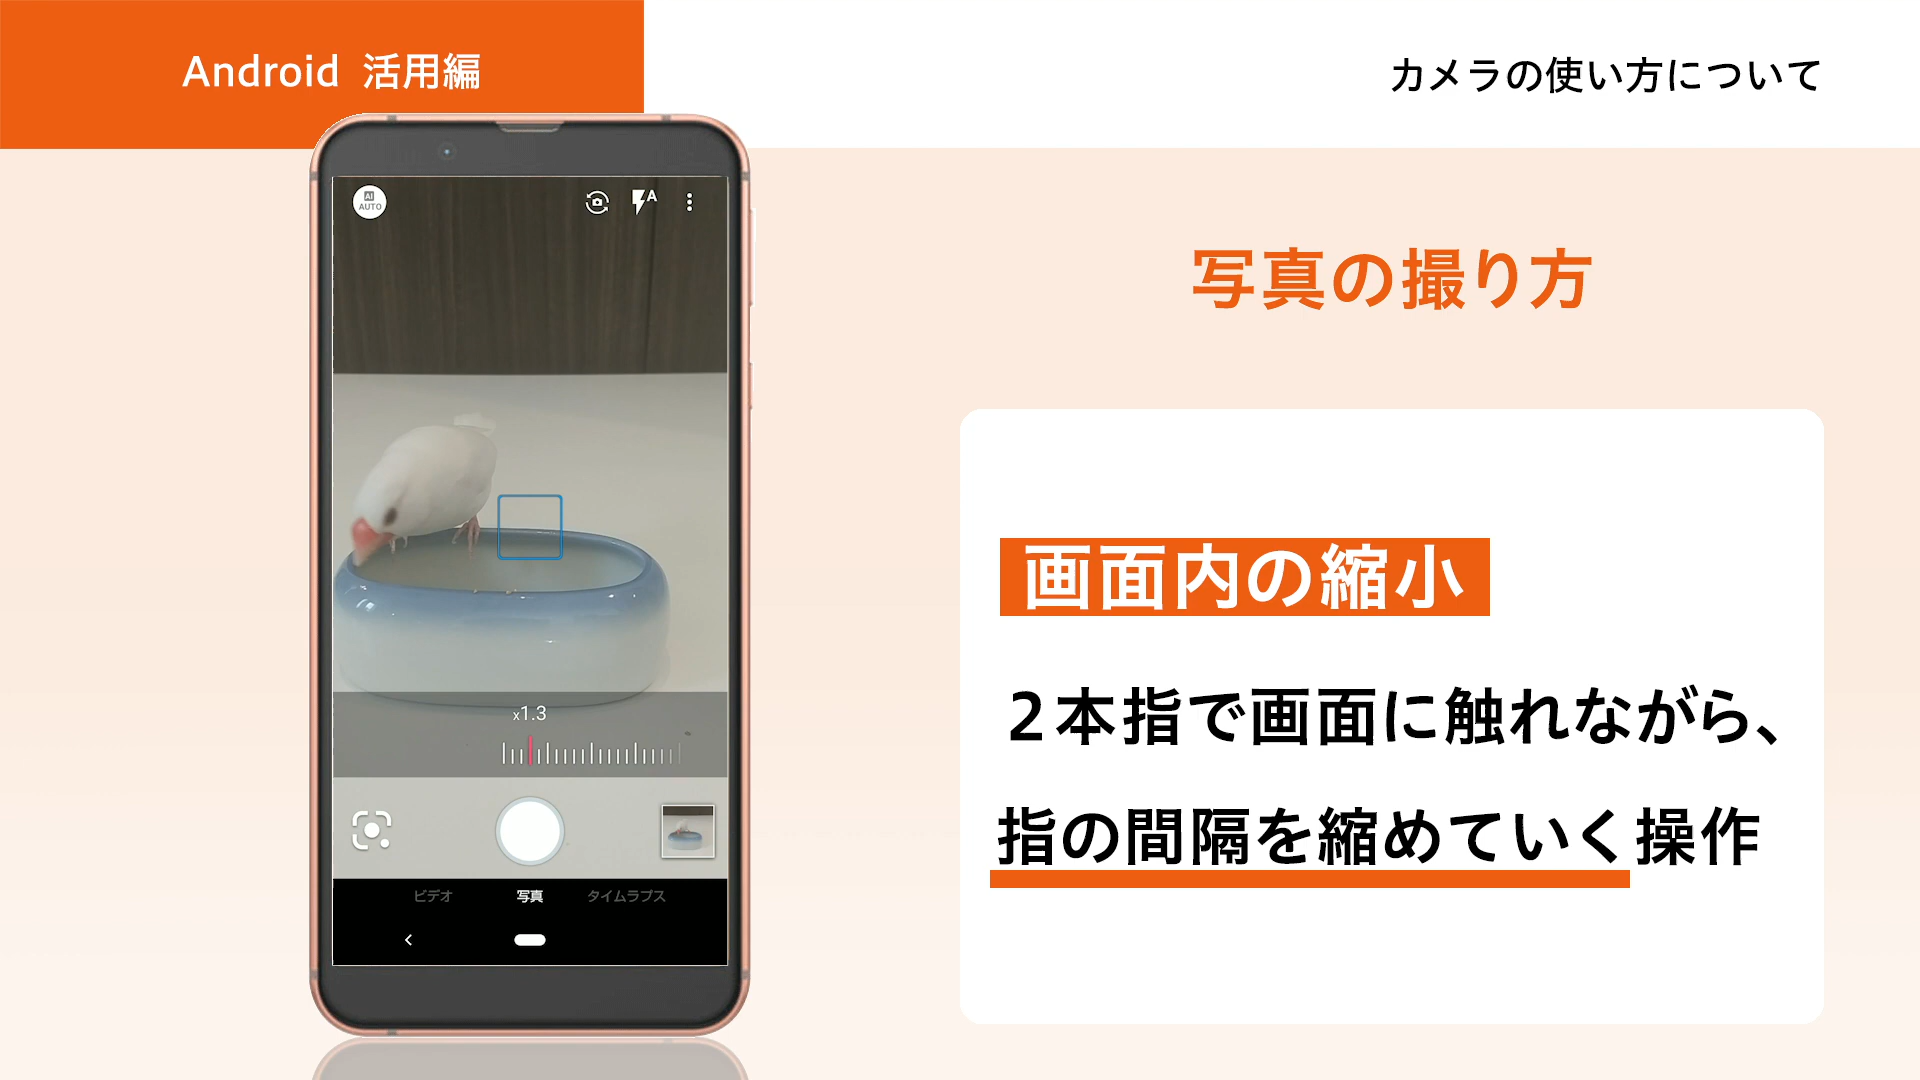 Android 活用編
カメラの使い方について
AI
AUTO
A
x1.3
ビデオ
写真
タイムラプス
写真の撮り方
画面内の縮小
２本指で画面に触れながら、
指の間隔を縮めていく操作